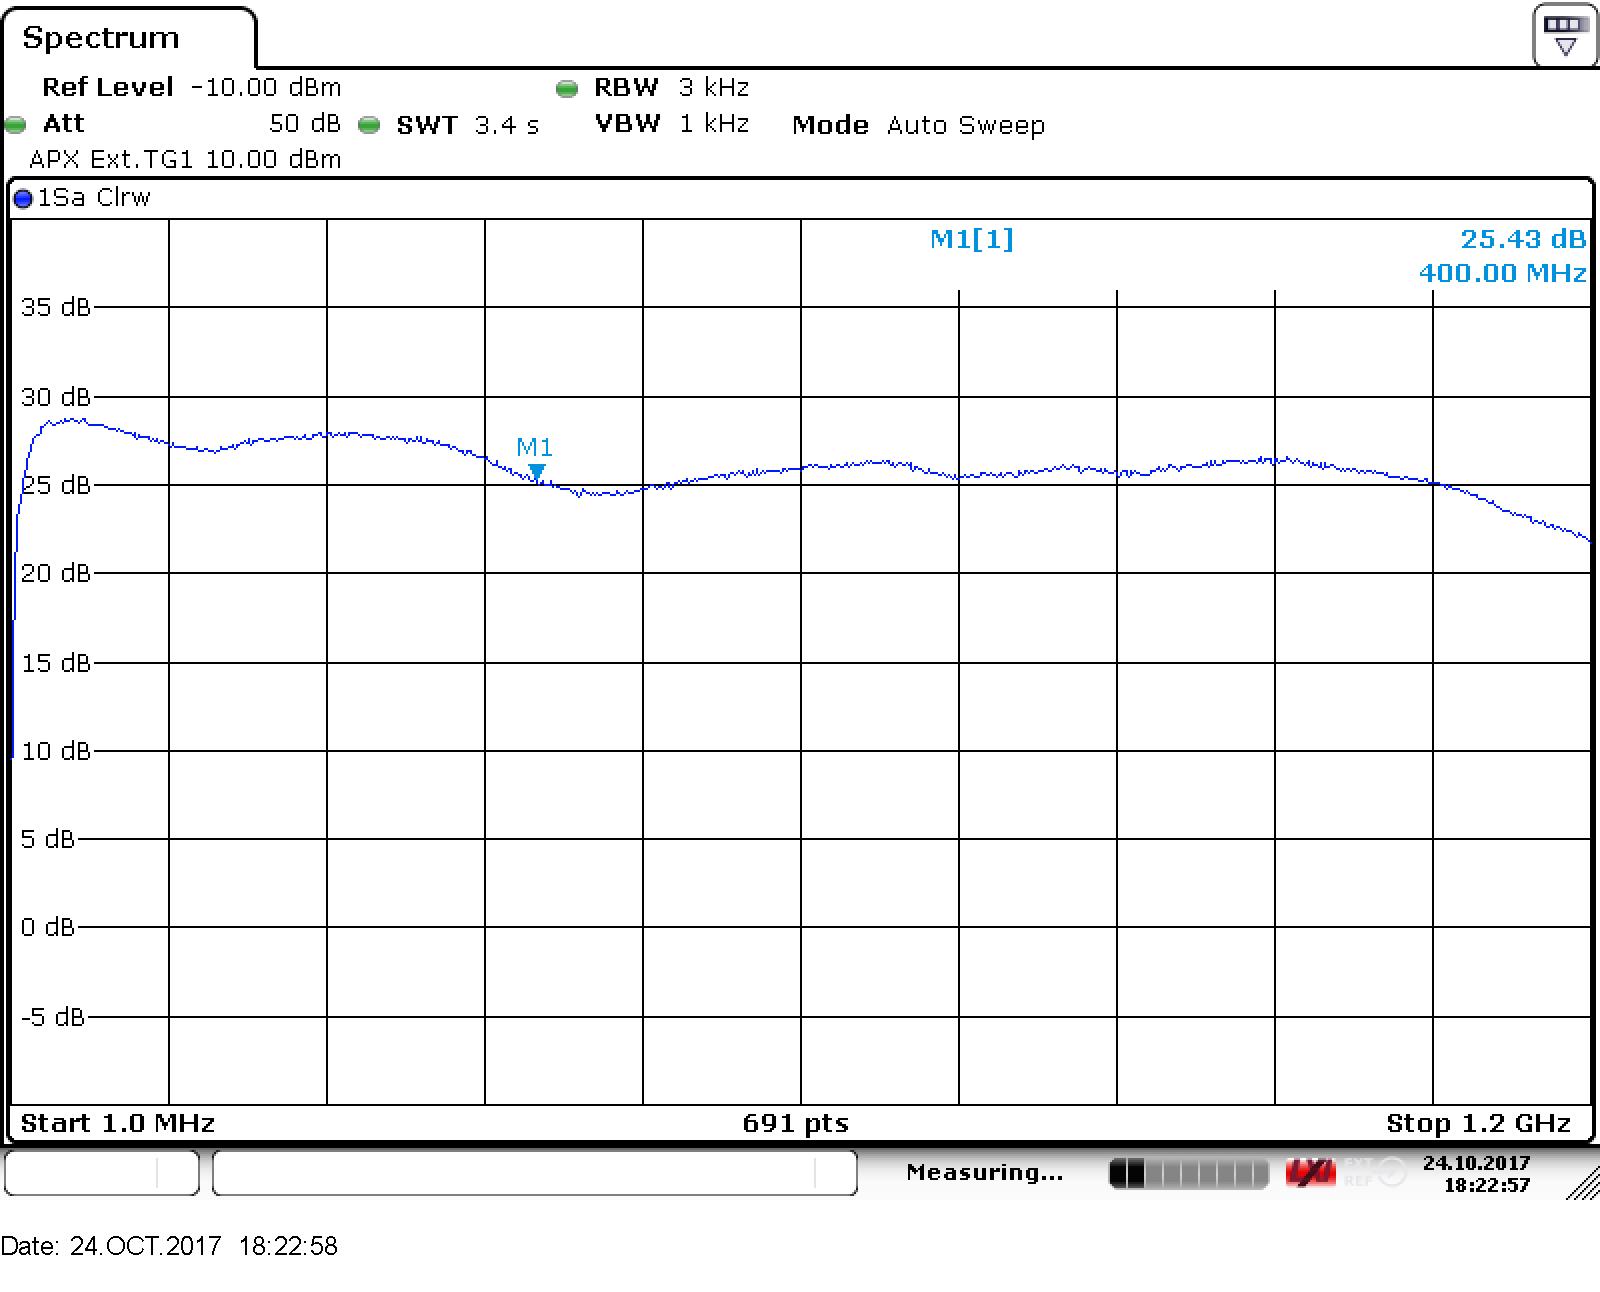 Spectrum
Ref Level -10.00 dBm RBW 3 kHz
Att 50 dB SWT 3.4 s VBW 1 kHz Mode Auto Sweep
APX Ext.TG1 10.00 dBm
1Sa Clrw
M1[1] 25.43 dB
400.00 MHz
35 dB
30 dB
M1
25 dB
20 dB
15 dB
10 dB
5 dB
0 dB
-5 dB
Start 1.0 MHz 691 pts Stop 1.2 GHz
Measuring... LXI EXT REF 24.10.2017
18:22:57
Date: 24.OCT.2017 18:22:58